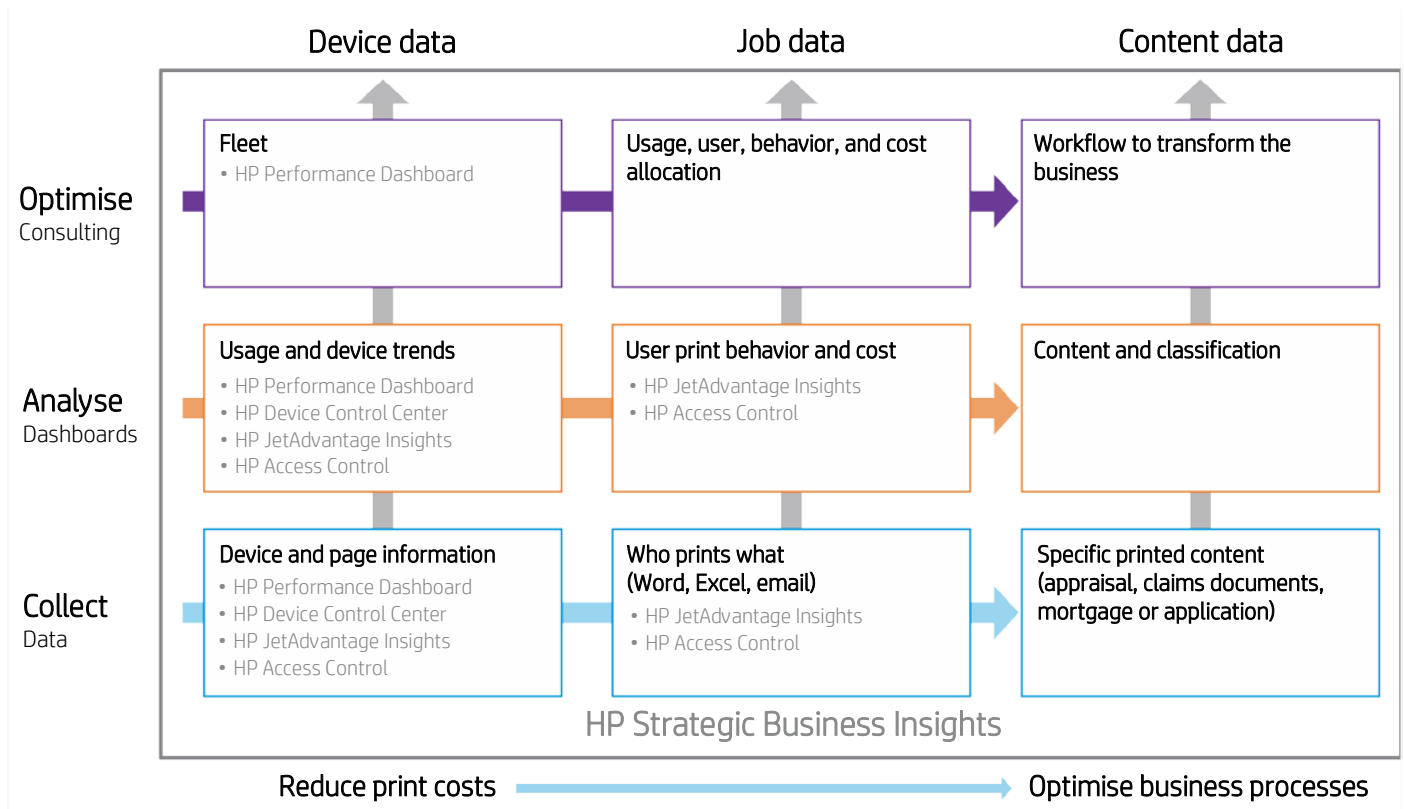 Device data
Job data
Content data
Optimise
Consulting
Fleet
• HP Performance Dashboard
Usage, user, behavior, and cost
allocation
Workflow to transform the
business
Analyse
Dashboards
Usage and device trends
• HP Performance Dashboard
• HP Device Control Center
• HP JetAdvantage Insights
• HP Access Control
User print behavior and cost
• HP JetAdvantage Insights
• HP Access Control
Content and classification
Collect
Data
Device and page information
• HP Performance Dashboard
• HP Device Control Center
• HP JetAdvantage Insights
• HP Access Control
Who prints what
(Word, Excel, email)
• HP JetAdvantage Insights
• HP Access Control
Specific printed content
(appraisal, claims documents,
mortgage or application)
HP Strategic Business Insights
Reduce print costs
Optimise business processes